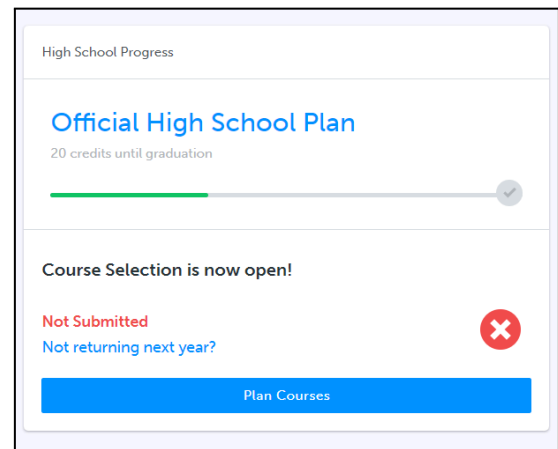 High School Progress
Official High School Plan
20 credits until graduation
Course Selection is now open!
Not Submitted
Not returning next year?
Plan Courses